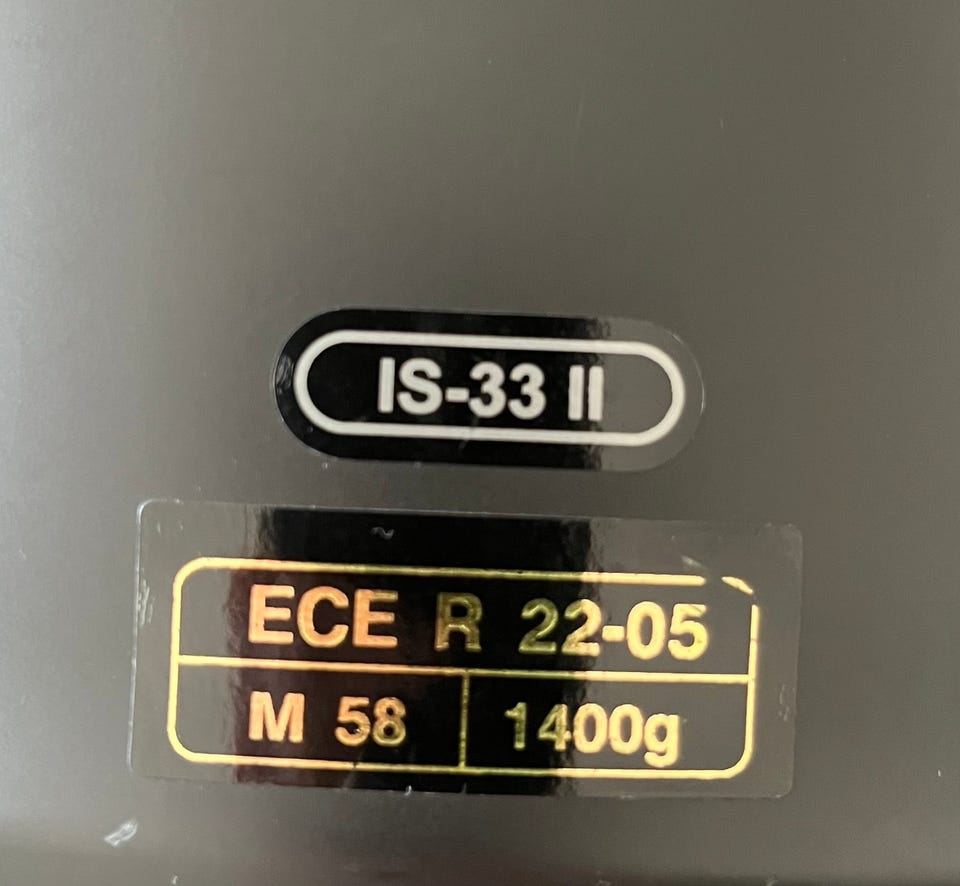 IS-33 II
ECE R 22-05
M 58 1400g